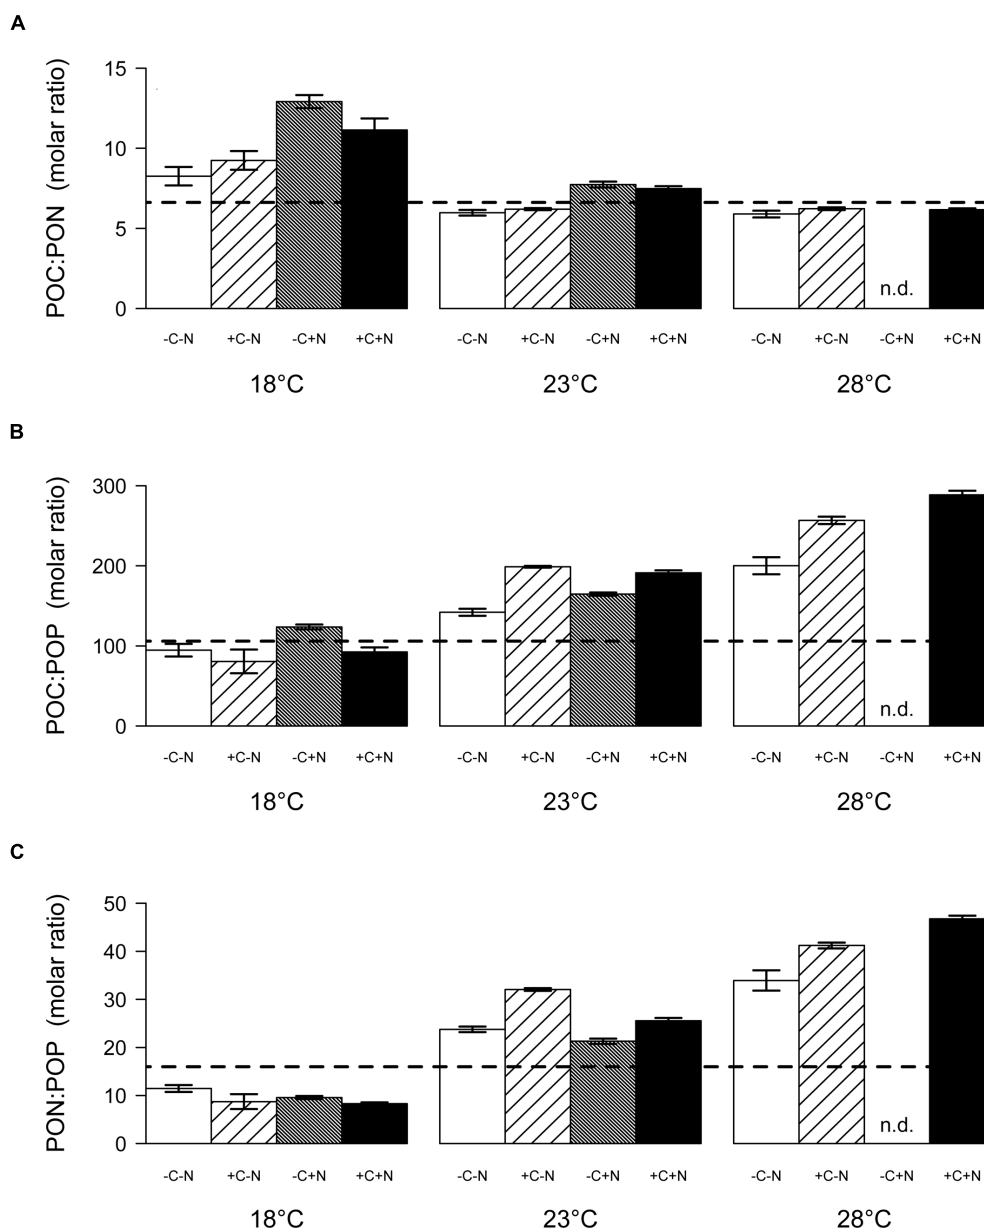 A
POC:PON (molar ratio)
15
10
5
0
n.d.
-C-N +C-N -C+N +C+N -C-N +C-N -C+N +C+N -C-N +C-N -C+N +C+N
18°C 23°C 28°C
B
POC:POP (molar ratio)
300
200
100
0
n.d.
-C-N +C-N -C+N +C+N -C-N +C-N -C+N +C+N -C-N +C-N -C+N +C+N
18°C 23°C 28°C
C
PON:POP (molar ratio)
50
40
30
20
10
0
n.d.
-C-N +C-N -C+N +C+N -C-N +C-N -C+N +C+N -C-N +C-N -C+N +C+N
18°C 23°C 28°C